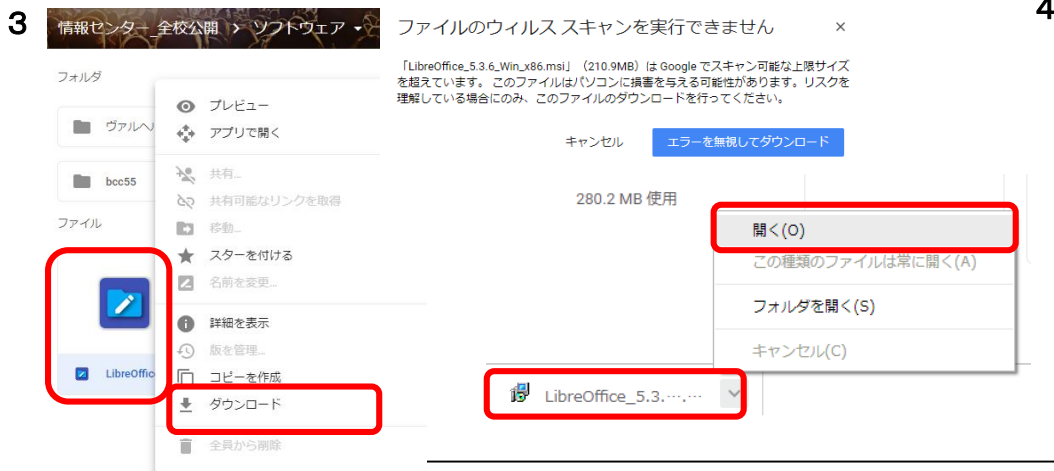 3
情報センター_全校公開 > ソフトウェア
フォルダ
ヴァルヘル
bcc55
ファイル
LibreOffic
プレビュー
アプリで開く
共有...
共有可能なリンクを取得
移動...
スターを付ける
名前を変更...
詳細を表示
版を管理...
コピーを作成
ダウンロード
全員から削除
ファイルのウィルス スキャンを実行できません ×
「LibreOffice_5.3.6_Win_x86.msi」（210.9MB）は Google でスキャン可能な上限サイズ
を超えています。 このファイルはパソコンに損害を与える可能性があります。リスクを
理解している場合にのみ、このファイルのダウンロードを行ってください。
キャンセル エラーを無視してダウンロード
280.2 MB 使用
開く(O)
この種類のファイルは常に開く(A)
フォルダを開く(S)
キャンセル(C)
LibreOffice_5.3.…....
4